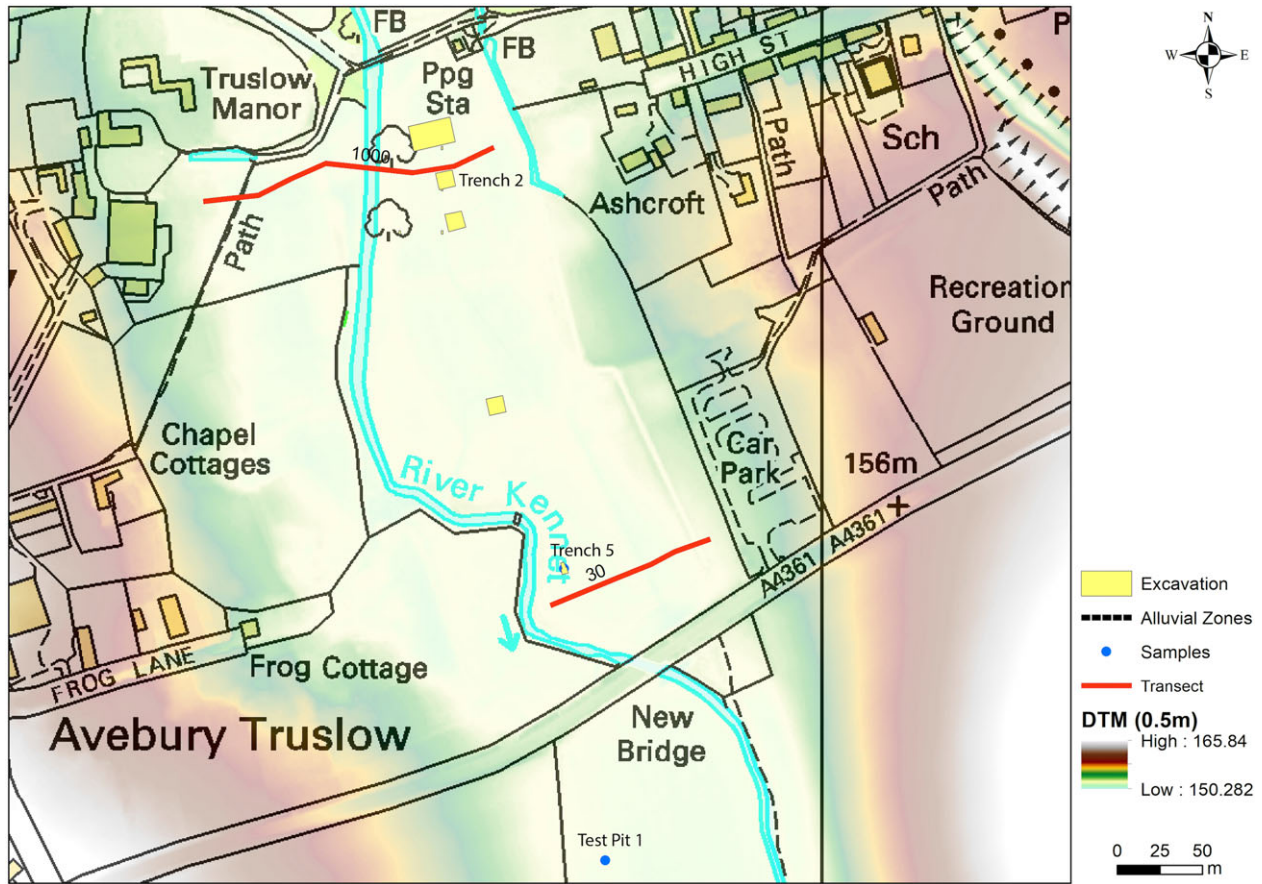 FB
FB
P
N
W E
S
Truslow
Manor
Ppg
Sta
HIGH ST
Path
Sch
1000
Trench 2
Path
Path
Ashcroft
Recreation
Ground
Chapel
Cottages
Car
Park
156m
River Kennet
Trench 5
30
A4361 A4361
FROG LANE
Frog Cottage
Avebury Truslow
New
Bridge
Test Pit 1
Excavation
Alluvial Zones
Samples
Transect
DTM (0.5m)
High : 165.84
Low : 150.282
0 25 50
m